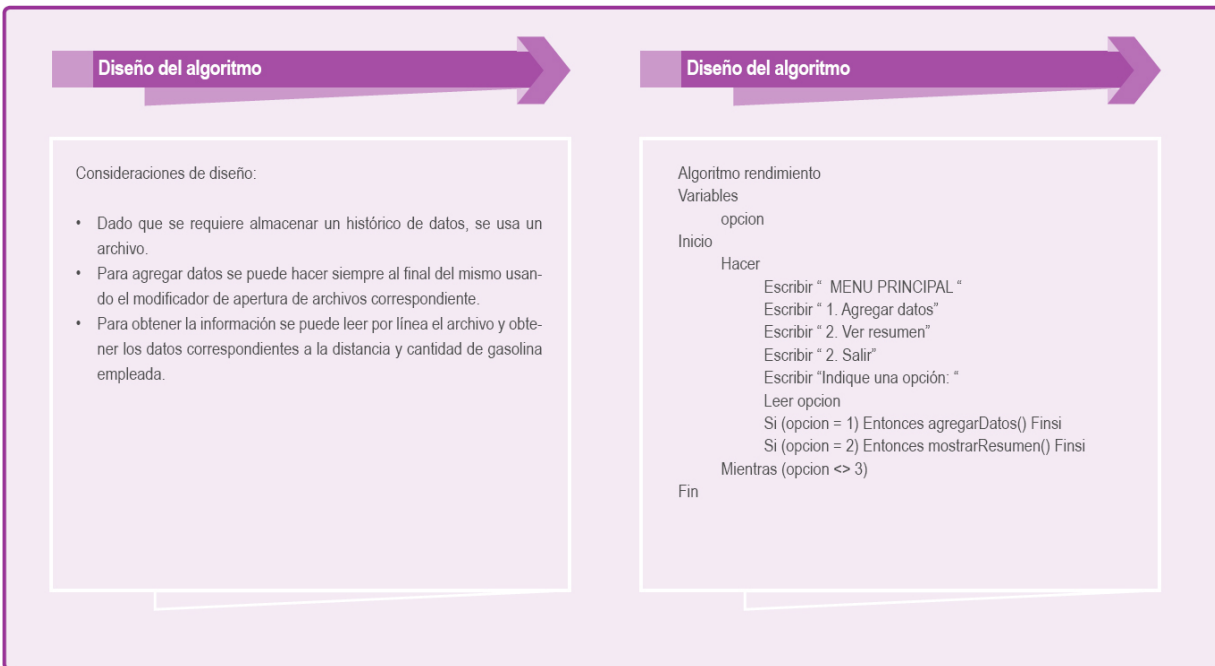 Diseño del algoritmo
Consideraciones de diseño:
• Dado que se requiere almacenar un histórico de datos, se usa un
archivo.
• Para agregar datos se puede hacer siempre al final del mismo usan-
do el modificador de apertura de archivos correspondiente.
• Para obtener la información se puede leer por línea el archivo y obte-
ner los datos correspondientes a la distancia y cantidad de gasolina
empleada.
Diseño del algoritmo
Algoritmo rendimiento
Variables
opcion
Inicio
Hacer
Escribir “ MENU PRINCIPAL “
Escribir “ 1. Agregar datos”
Escribir “ 2. Ver resumen”
Escribir “ 2. Salir”
Escribir “Indique una opción: “
Leer opcion
Si (opcion = 1) Entonces agregarDatos() Finsi
Si (opcion = 2) Entonces mostrarResumen() Finsi
Mientras (opcion <> 3)
Fin